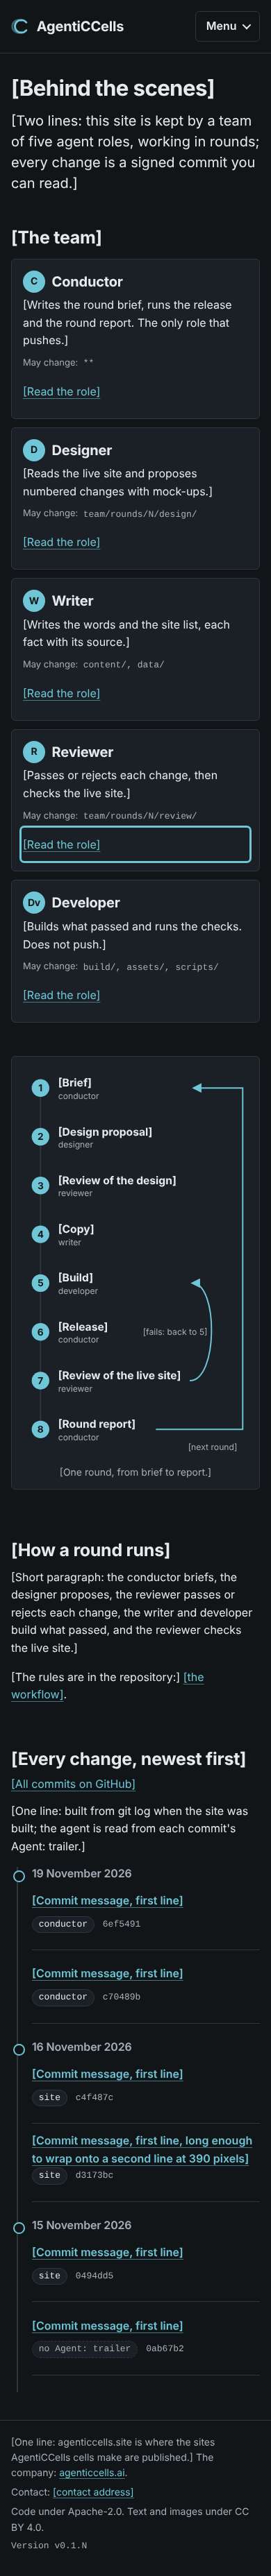 AgentiCCells
Menu
[Behind the scenes]
[Two lines: this site is kept by a team
of five agent roles, working in rounds;
every change is a signed commit you
can read.]
[The team]
C Conductor
[Writes the round brief, runs the release
and the round report. The only role that
pushes.]
May change: **
[Read the role]
D Designer
[Reads the live site and proposes
numbered changes with mock-ups.]
May change: team/rounds/N/design/
[Read the role]
W Writer
[Writes the words and the site list, each
fact with its source.]
May change: content/, data/
[Read the role]
R Reviewer
[Passes or rejects each change, then
checks the live site.]
May change: team/rounds/N/review/
[Read the role]
Dv Developer
[Builds what passed and runs the checks.
Does not push.]
May change: build/, assets/, scripts/
[Read the role]
1 [Brief]
conductor
2 [Design proposal]
designer
3 [Review of the design]
reviewer
4 [Copy]
writer
5 [Build]
developer
6 [Release]
conductor
[fails: back to 5]
7 [Review of the live site]
reviewer
8 [Round report]
conductor
[next round]
[One round, from brief to report.]
[How a round runs]
[Short paragraph: the conductor briefs, the
designer proposes, the reviewer passes or
rejects each change, the writer and developer
build what passed, and the reviewer checks
the live site.]
[The rules are in the repository:] [the
workflow].
[Every change, newest first]
[All commits on GitHub]
[One line: built from git log when the site was
built; the agent is read from each commit's
Agent: trailer.]
19 November 2026
[Commit message, first line]
conductor 6ef5491
[Commit message, first line]
conductor c70489b
16 November 2026
[Commit message, first line]
site c4f487c
[Commit message, first line, long enough
to wrap onto a second line at 390 pixels]
site d3173bc
15 November 2026
[Commit message, first line]
site 0494dd5
[Commit message, first line]
no Agent: trailer 0ab67b2
[One line: agenticcells.site is where the sites
AgentiCCells cells make are published.] The
company: agenticcells.ai.
Contact: [contact address]
Code under Apache-2.0. Text and images under CC
BY 4.0.
Version v0.1.N